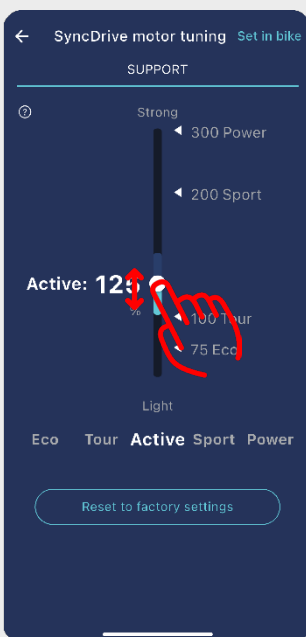 SyncDrive motor tuning Set in bike
SUPPORT
Strong
300 Power
200 Sport
Active: 125
%
100 Tour
75 Eco
Light
Eco Tour Active Sport Power
Reset to factory settings